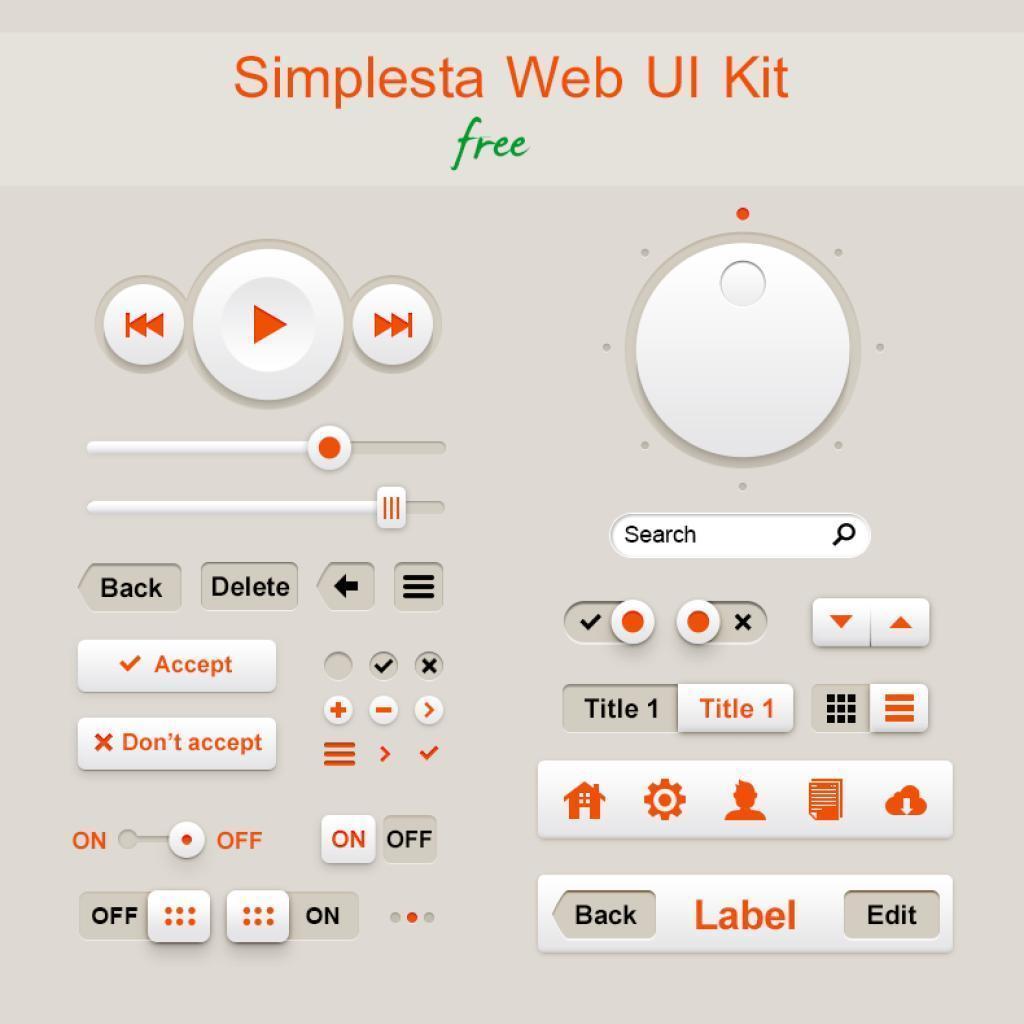 Simplesta Web UI Kit
free
Search
Back
Delete
Accept
Don't accept
Title 1
Title 1
ON
OFF
ON
OFF
OFF
ON
Back
Label
Edit